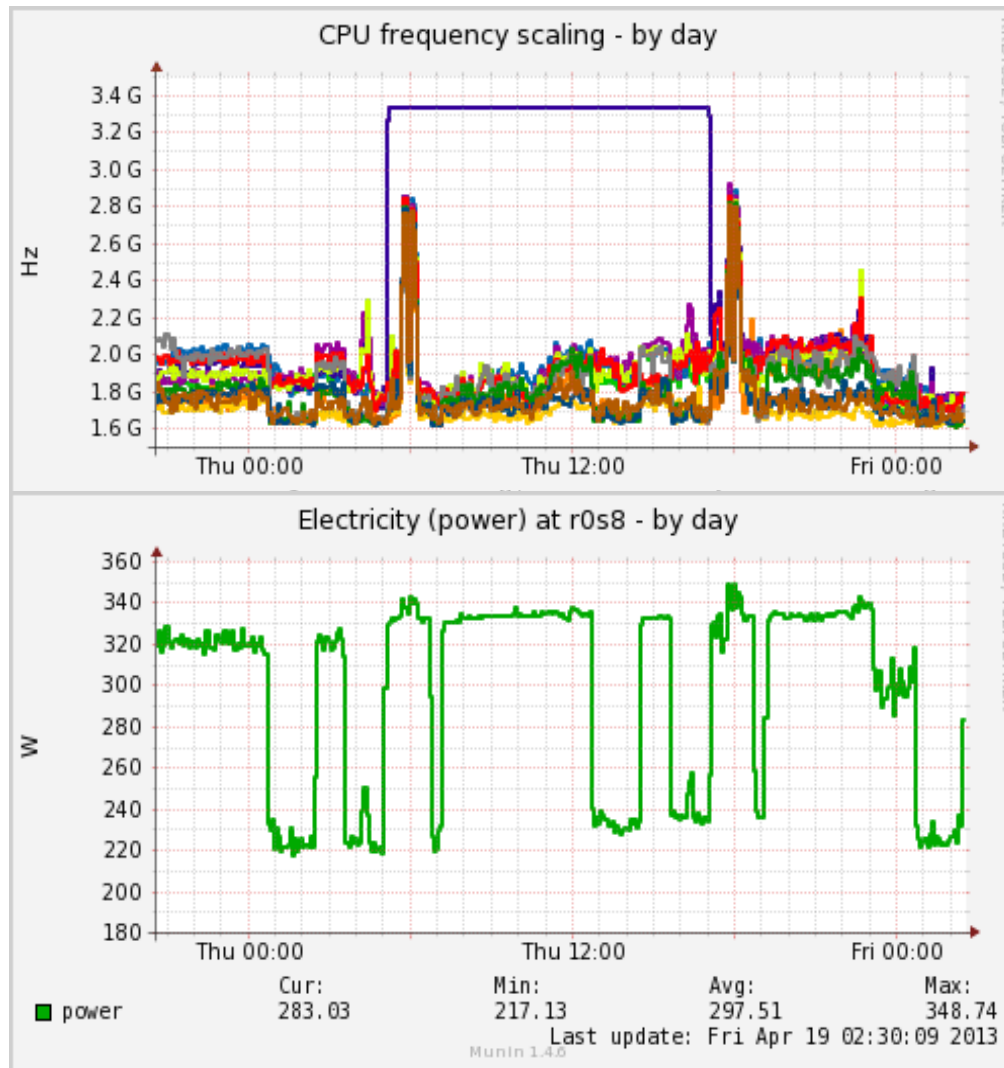 CPU frequency scaling - by day
Hz
3.4 G
3.2 G
3.0 G
2.8 G
2.6 G
2.4 G
2.2 G
2.0 G
1.8 G
1.6 G
Thu 00:00 Thu 12:00 Fri 00:00
Electricity (power) at r0s8 - by day
W
360
340
320
300
280
260
240
220
200
180
Thu 00:00 Thu 12:00 Fri 00:00
Cur: Min: Avg: Max:
power 283.03 217.13 297.51 348.74
Last update: Fri Apr 19 02:30:09 2013
Munin 1.4.6